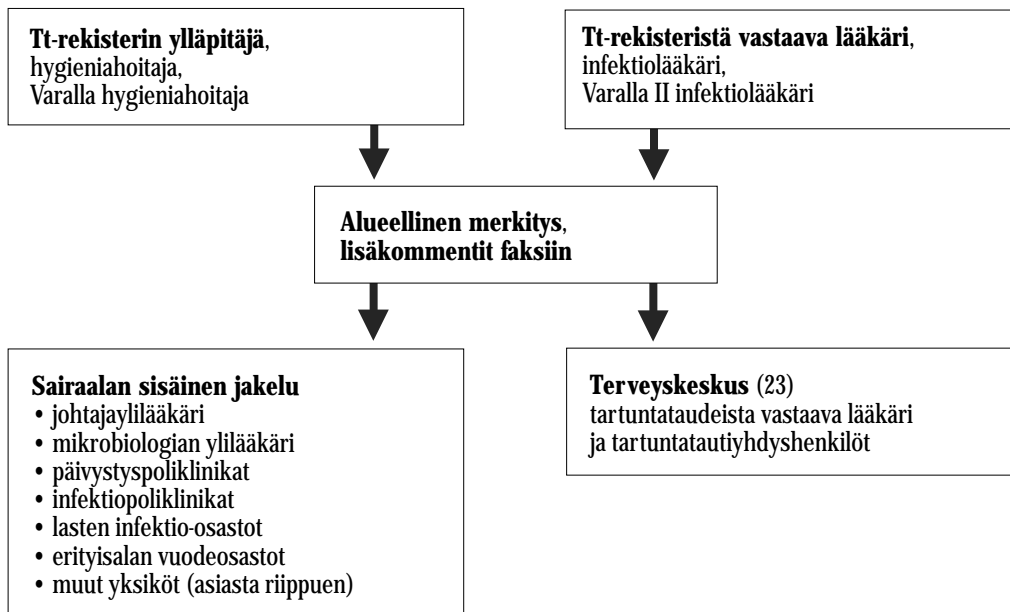 Tt-rekisterin ylläpitäjä,
hygieniahoitaja,
Varalla hygieniahoitaja
Tt-rekisteristä vastaava lääkäri,
infektiolääkäri,
Varalla II infektiolääkäri
Alueellinen merkitys,
lisäkommentit faksiin
Sairaalan sisäinen jakelu
• johtajaylilääkäri
• mikrobiologian ylilääkäri
• päivystyspoliklinikat
• infektiopoliklinikat
• lasten infektio-osastot
• erityisalan vuodeosastot
• muut yksiköt (asiasta riippuen)
Terveyskeskus (23)
tartuntataudeista vastaava lääkäri
ja tartuntatautiyhdyshenkilöt